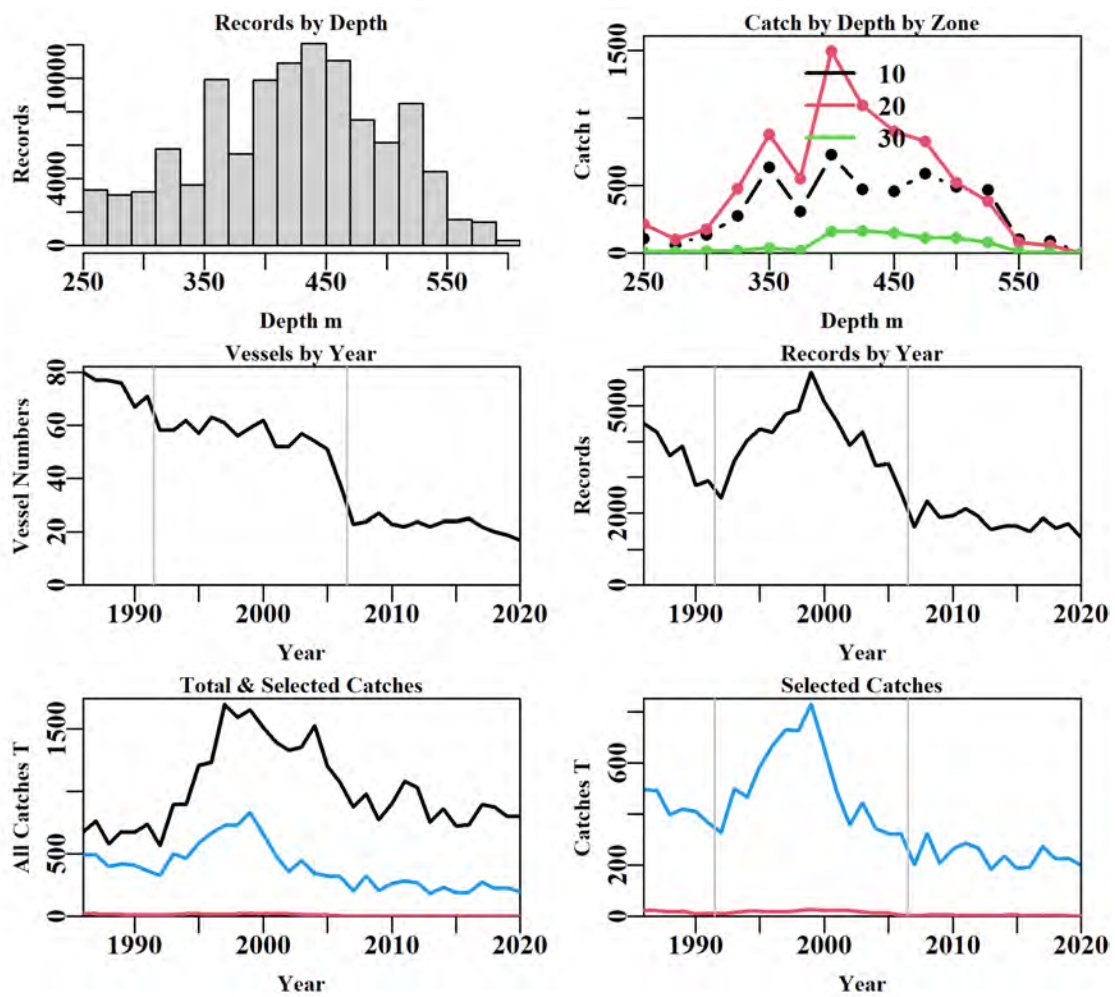 Records by Depth
Records
0
4000
10000
250
350
450
550
Depth m
Catch by Depth by Zone
Catch t
0
500
1500
10
20
30
250
350
450
550
Depth m
Vessels by Year
Vessel Numbers
0
20
40
60
80
1990
2000
2010
2020
Year
Records by Year
Records
0
2000
5000
1990
2000
2010
2020
Year
Total & Selected Catches
All Catches T
0
500
1500
1990
2000
2010
2020
Year
Selected Catches
Catches T
0
200
600
1990
2000
2010
2020
Year